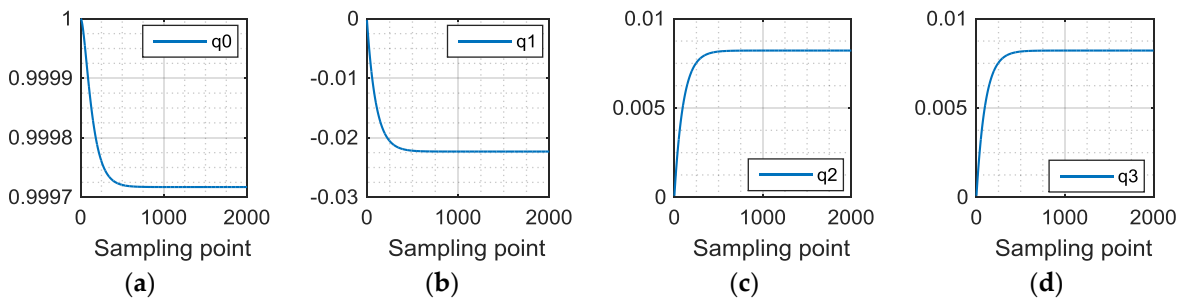 1
0.9999
0.9998
0.9997
0
1000
2000
q0
Sampling point
(a)
0
-0.01
-0.02
-0.03
0
1000
2000
q1
Sampling point
(b)
0.01
0.005
0
0
1000
2000
q2
Sampling point
(c)
0.01
0.005
0
0
1000
2000
q3
Sampling point
(d)